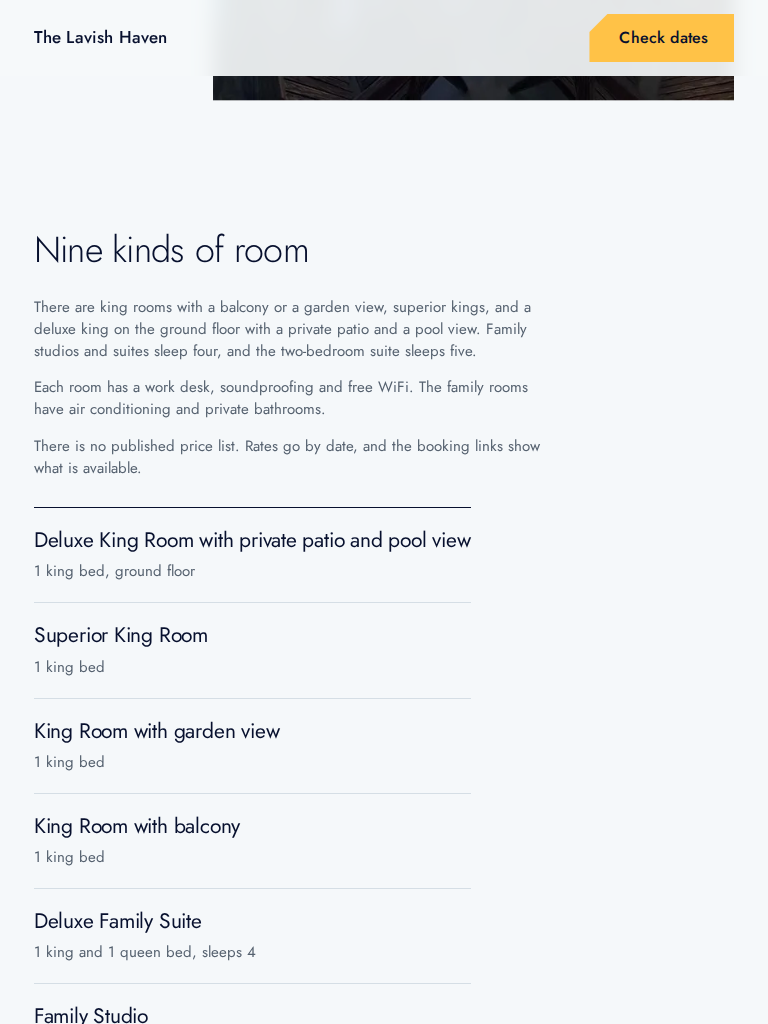 The Lavish Haven
Check dates
Nine kinds of room
There are king rooms with a balcony or a garden view, superior kings, and a
deluxe king on the ground floor with a private patio and a pool view. Family
studios and suites sleep four, and the two-bedroom suite sleeps five.
Each room has a work desk, soundproofing and free WiFi. The family rooms
have air conditioning and private bathrooms.
There is no published price list. Rates go by date, and the booking links show
what is available.
Deluxe King Room with private patio and pool view
1 king bed, ground floor
Superior King Room
1 king bed
King Room with garden view
1 king bed
King Room with balcony
1 king bed
Deluxe Family Suite
1 king and 1 queen bed, sleeps 4
Family Studio